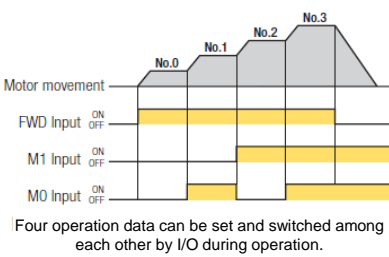 No.3
No.2
No.1
No.0
Motor movement
FWD Input ON OFF
M1 Input ON OFF
M0 Input ON OFF
Four operation data can be set and switched among
each other by I/O during operation.